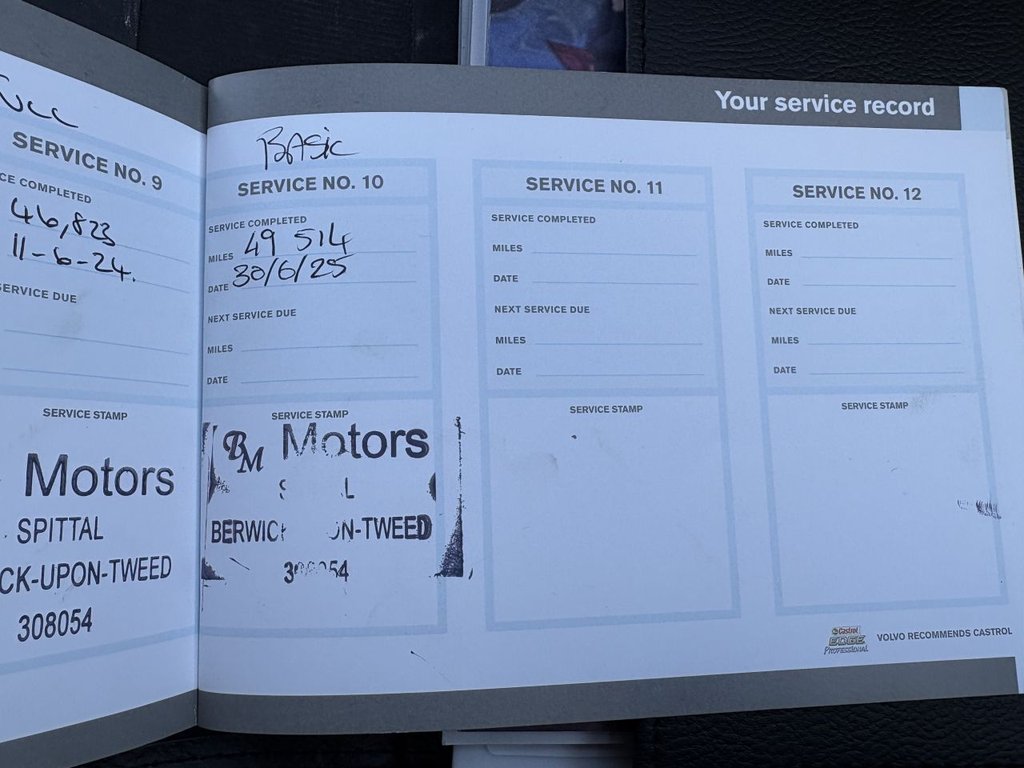 Your service record
SERVICE NO. 9
CE COMPLETED
46,823
11-6-24.
SERVICE DUE
SERVICE STAMP
Motors
SPITTAL
CK-UPON-TWEED
308054
BASIC
SERVICE NO. 10
SERVICE COMPLETED
MILES 49 514
DATE 30/6/25
NEXT SERVICE DUE
MILES
DATE
SERVICE STAMP
BM Motors
BERWICK ON-TWEED
SERVICE NO. 11
SERVICE COMPLETED
MILES
DATE
NEXT SERVICE DUE
MILES
DATE
SERVICE STAMP
SERVICE NO. 12
SERVICE COMPLETED
MILES
DATE
NEXT SERVICE DUE
MILES
DATE
SERVICE STAMP
Castrol
EDGE
Professional
VOLVO RECOMMENDS CASTROL